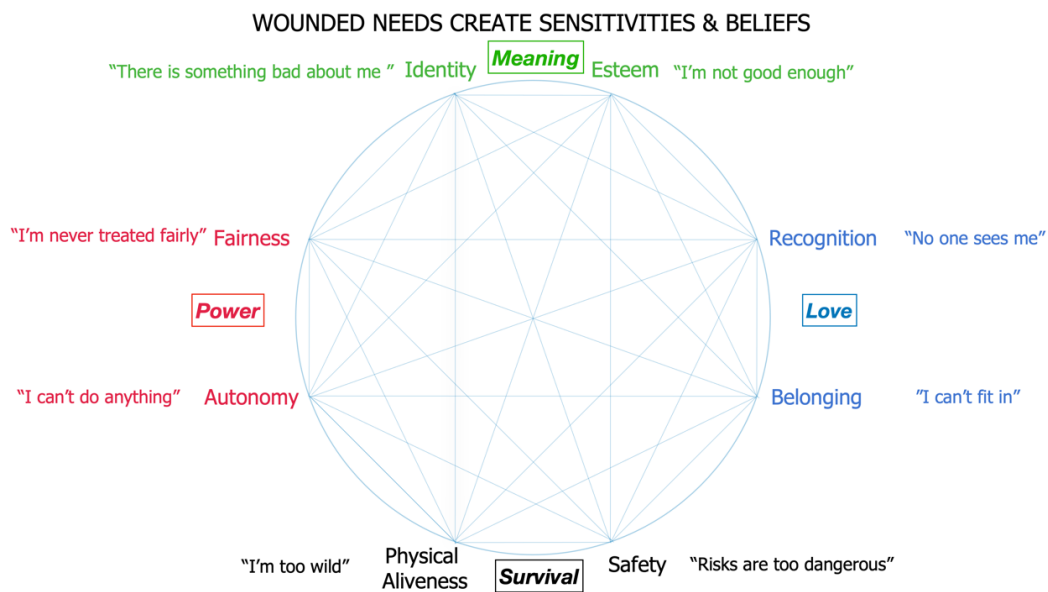 WOUNDED NEEDS CREATE SENSITIVITIES & BELIEFS
Meaning
“There is something bad about me ” Identity
Esteem “I’m not good enough”
“I’m never treated fairly” Fairness
Recognition “No one sees me”
Power
Love
“I can’t do anything” Autonomy
Belonging ”I can’t fit in”
“I’m too wild” Physical
Aliveness
Survival
Safety “Risks are too dangerous”